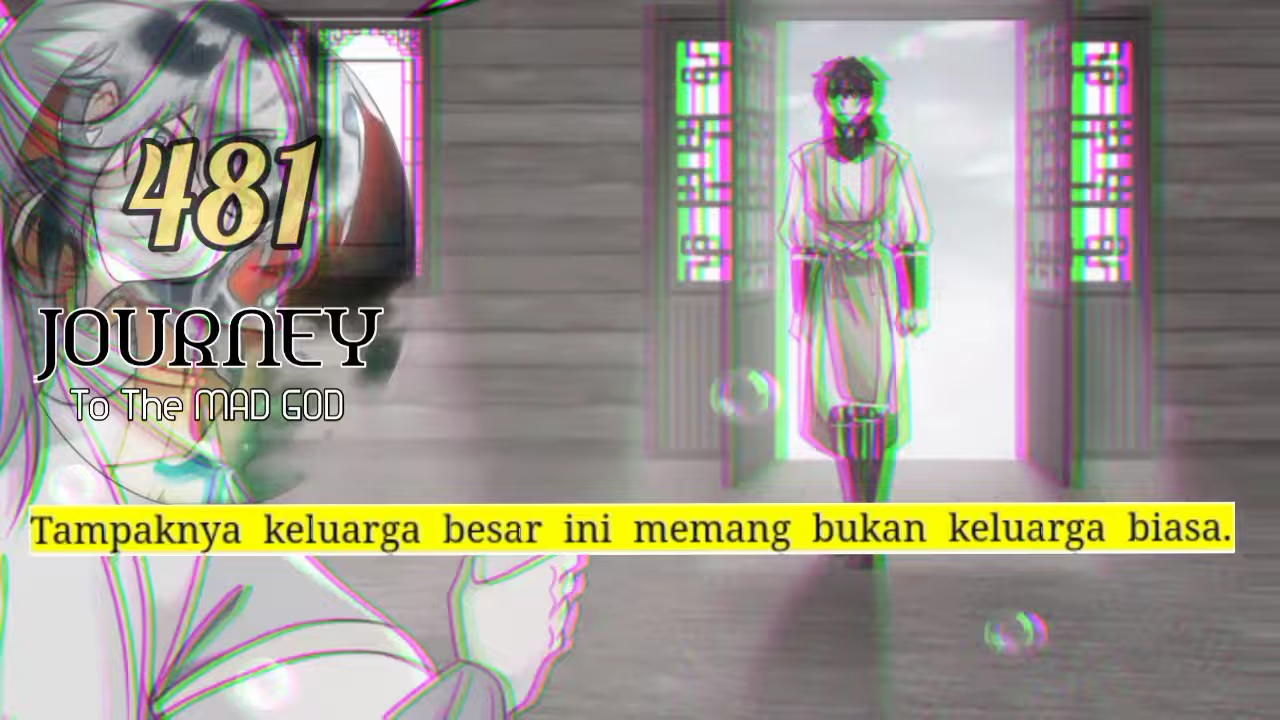 481
JOURNEY
To The MAD GOD
Tampaknya keluarga besar ini memang bukan keluarga biasa.